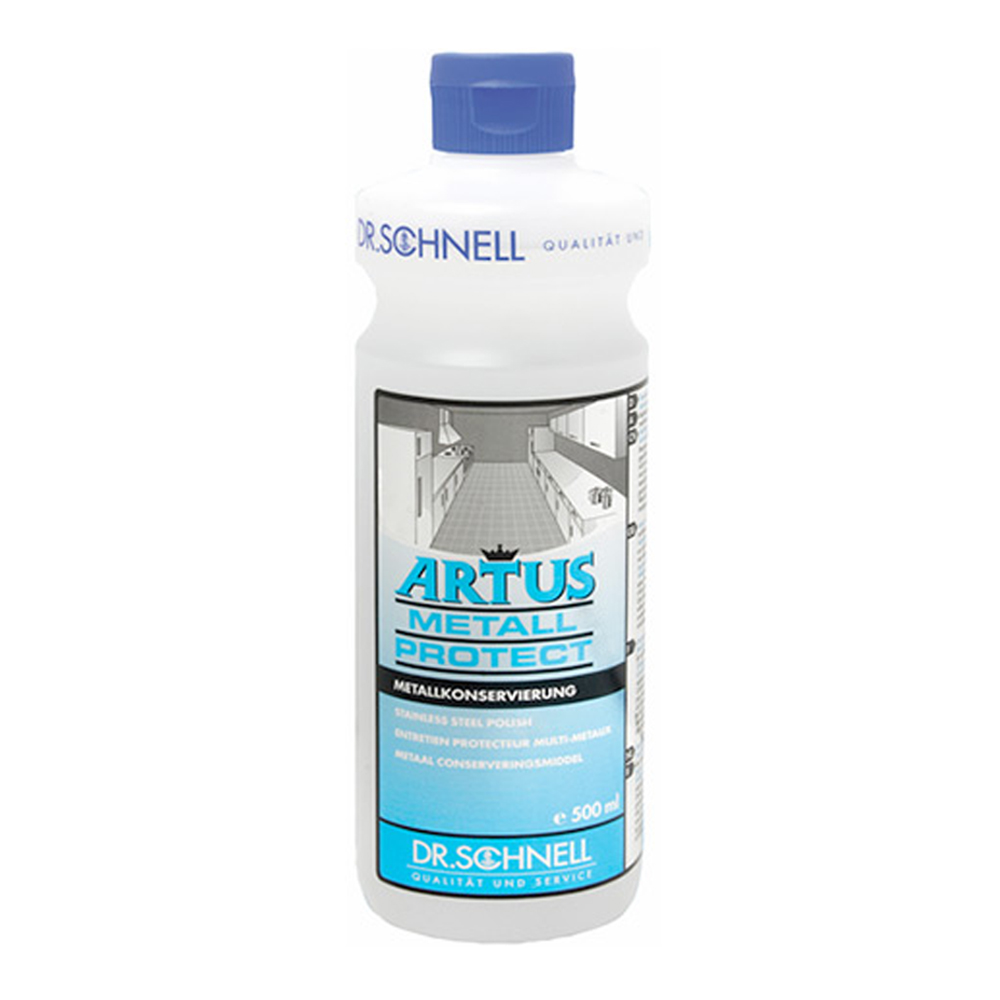 DR.SCHNELL QUALITÄT UND
ARTUS
METALL
PROTECT
METALLKONSERVIERUNG
STAINLESS STEEL POLISH
ENTRETIEN PROTECTEUR MULTI-METAUX
METAAL CONSERVERINGSMIDDEL
e 500 ml
DR.SCHNELL
QUALITÄT UND SERVICE